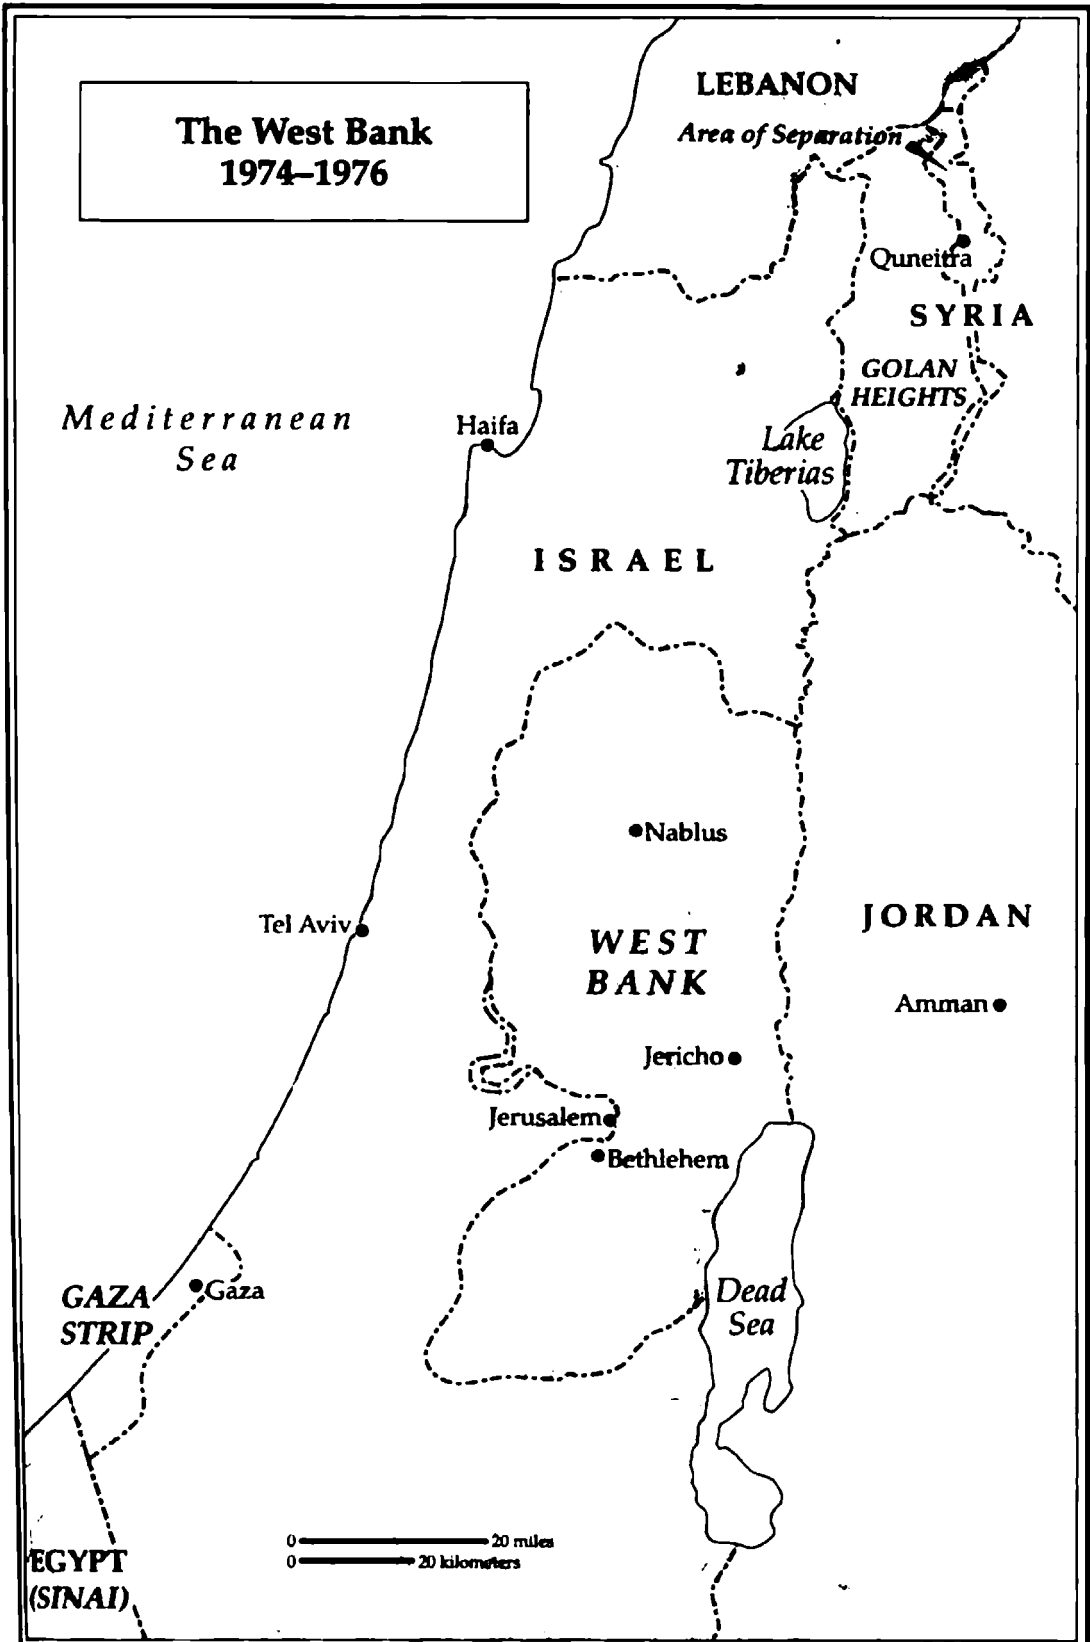 The West Bank
1974–1976
LEBANON
Area of Separation
Quneitra
SYRIA
GOLAN
HEIGHTS
Mediterranean
Sea
Haifa
Lake
Tiberias
ISRAEL
Nablus
Tel Aviv
WEST
BANK
JORDAN
Amman
Jericho
Jerusalem
Bethlehem
GAZA
STRIP
Gaza
Dead
Sea
0 20 miles
0 20 kilometers
EGYPT
(SINAI)